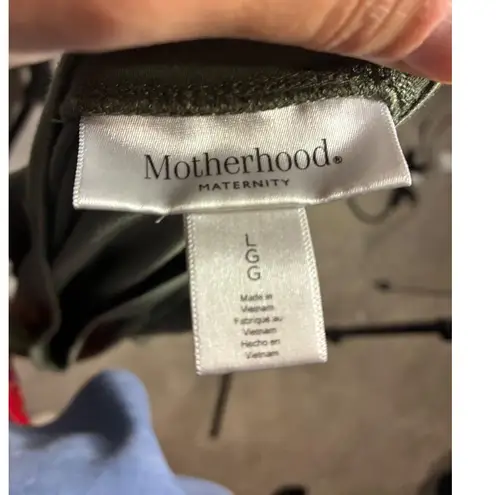 Motherhood®
MATERNITY
L
G
G
Made in
Vietnam
Fabriqué au
Vietnam
Hecho en
Vietnam